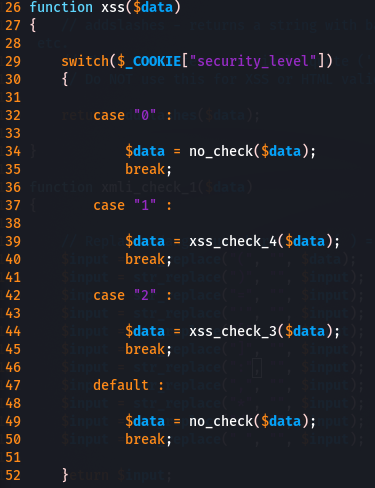 26 function xss($data)
27 {
28
29 switch($_COOKIE["security_level"])
30 {
31
32 case "0" :
33
34 $data = no_check($data);
35 break;
36
37 case "1" :
38
39 $data = xss_check_4($data);
40 break;
41
42 case "2" :
43
44 $data = xss_check_3($data);
45 break;
46
47 default :
48
49 $data = no_check($data);
50 break;
51
52 }